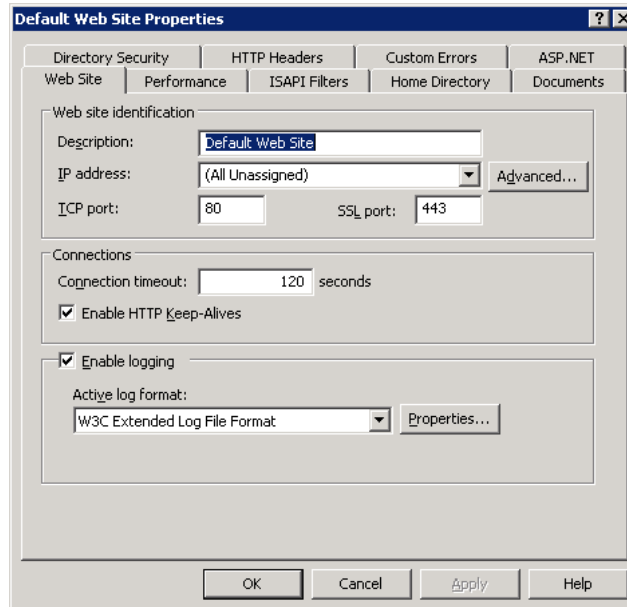 Default Web Site Properties
Directory Security HTTP Headers Custom Errors ASP.NET
Web Site Performance ISAPI Filters Home Directory Documents
Web site identification
Description: Default Web Site
IP address: (All Unassigned) Advanced...
TCP port: 80 SSL port: 443
Connections
Connection timeout: 120 seconds
Enable HTTP Keep-Alives
Enable logging
Active log format:
W3C Extended Log File Format Properties...
OK Cancel Apply Help